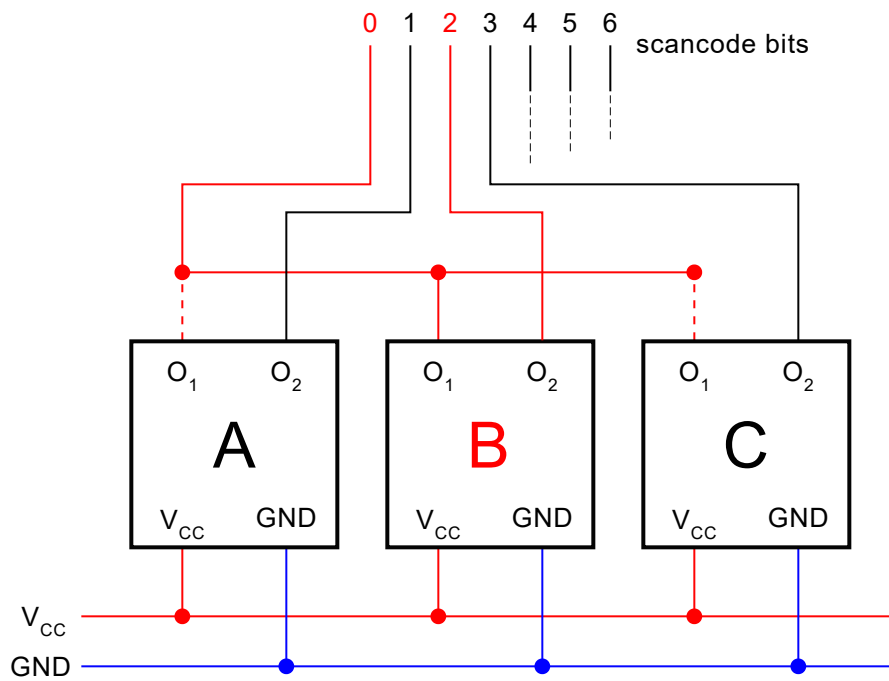 0 1 2 3 4 5 6
scancode bits
O1 O2 O1 O2 O1 O2
A B C
VCC GND VCC GND VCC GND
VCC
GND